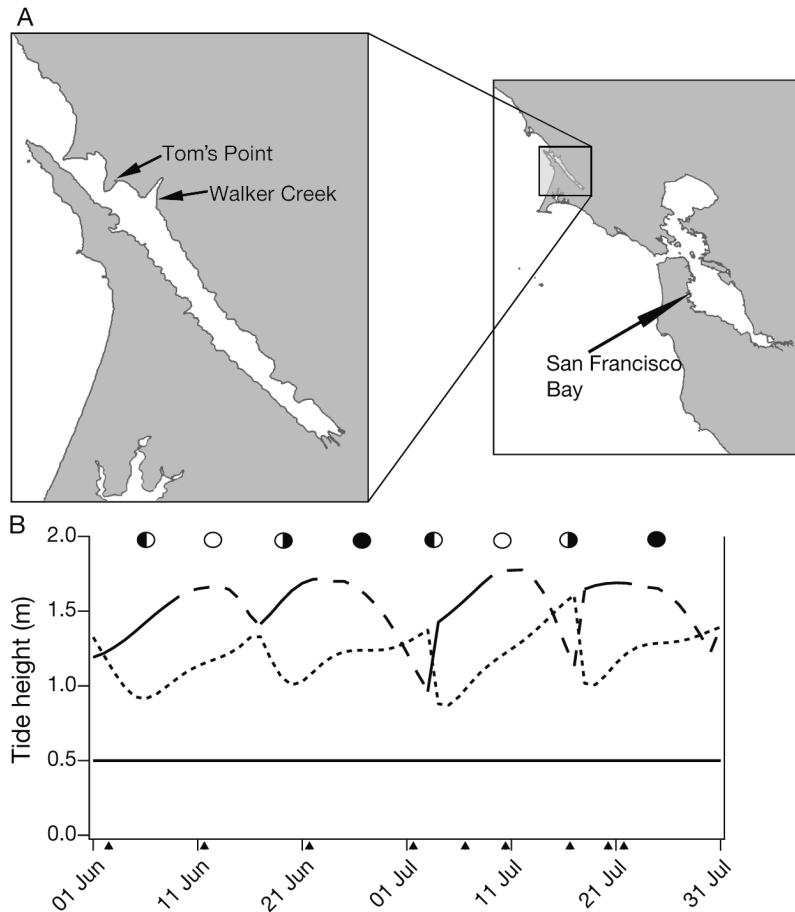 A
Tom's Point
Walker Creek
San Francisco
Bay
B
Tide height (m)
2.0
1.5
1.0
0.5
0.0
01 Jun
11 Jun
21 Jun
01 Jul
11 Jul
21 Jul
31 Jul